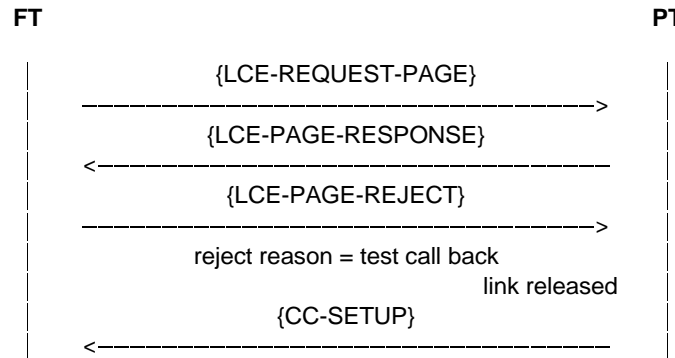 FT PT
{LCE-REQUEST-PAGE}
{LCE-PAGE-RESPONSE}
{LCE-PAGE-REJECT}
reject reason = test call back
link released
{CC-SETUP}